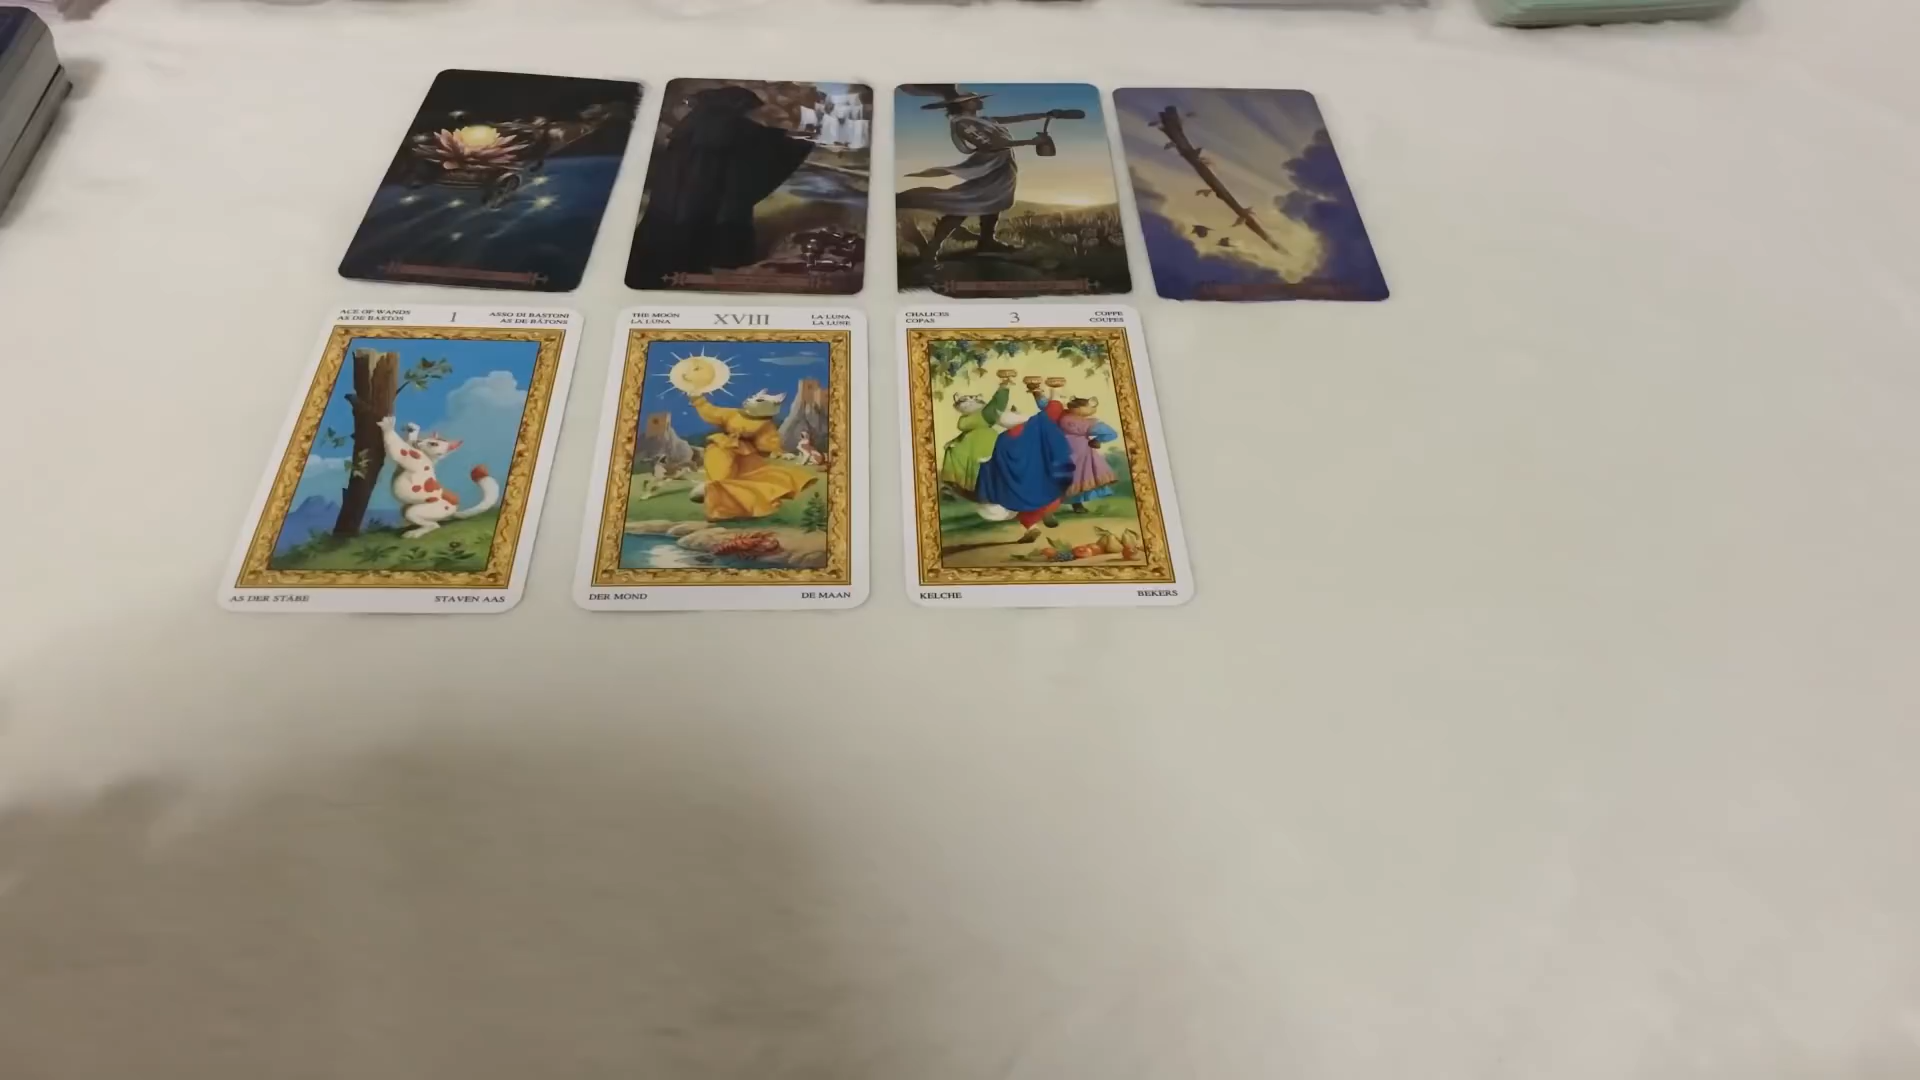 ACE OF WANDS
AS DE BASTOS
1
ASSO DI BASTONI
AS DE BÂTONS
AS DER STÄBE
STAVEN AAS
THE MOON
LA LUNA
XVIII
LA LUNA
LA LUNE
DER MOND
DE MAAN
CHALICES
COPAS
3
COPPE
COUPES
KELCHE
BEKERS